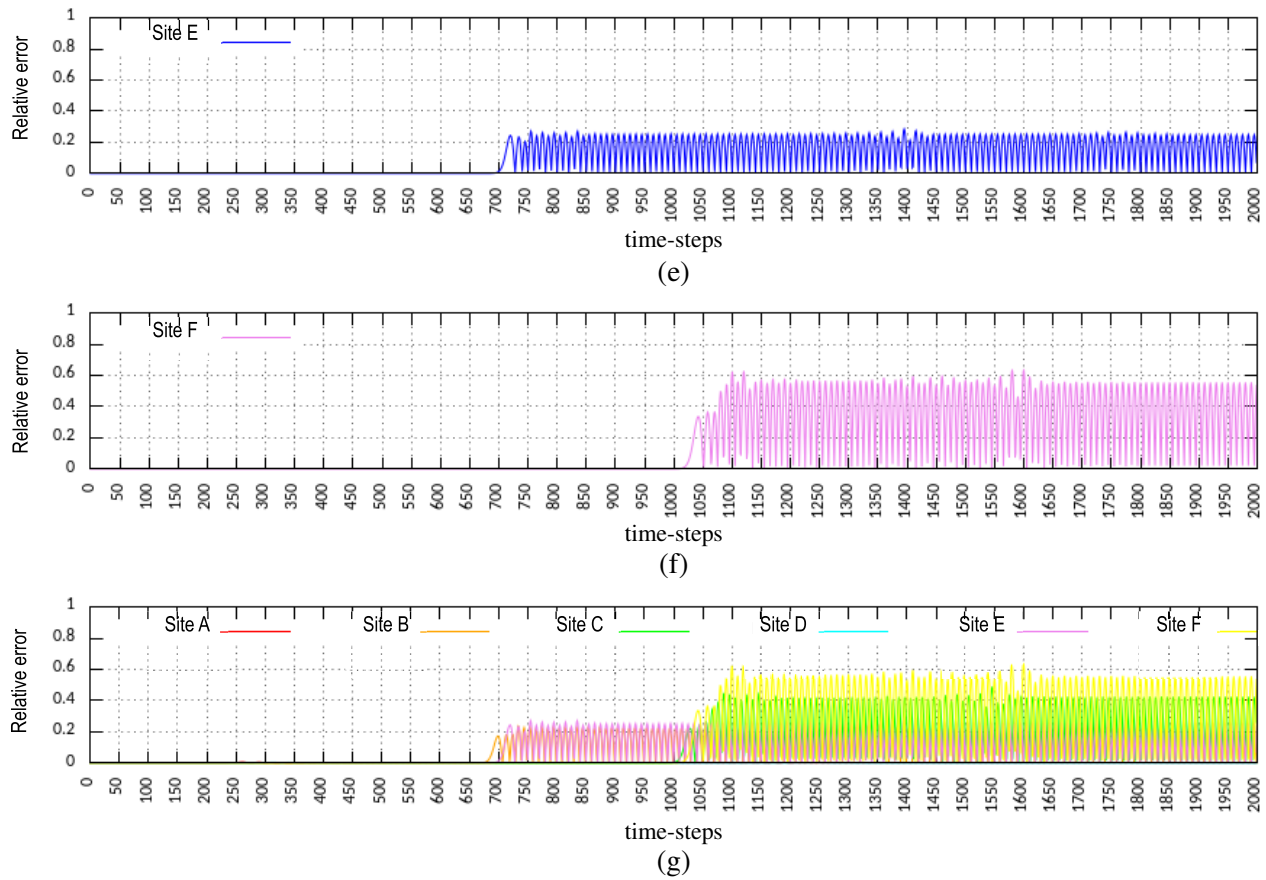 1
Site E
0.8
0.6
0.4
0.2
0
Relative error
0 50 100 150 200 250 300 350 400 450 500 550 600 650 700 750 800 850 900 950 1000 1050 1100 1150 1200 1250 1300 1350 1400 1450 1500 1550 1600 1650 1700 1750 1800 1850 1900 1950 2000
time-steps
(e)
1
Site F
0.8
0.6
0.4
0.2
0
Relative error
0 50 100 150 200 250 300 350 400 450 500 550 600 650 700 750 800 850 900 950 1000 1050 1100 1150 1200 1250 1300 1350 1400 1450 1500 1550 1600 1650 1700 1750 1800 1850 1900 1950 2000
time-steps
(f)
1
Site A Site B Site C Site D Site E Site F
0.8
0.6
0.4
0.2
0
Relative error
0 50 100 150 200 250 300 350 400 450 500 550 600 650 700 750 800 850 900 950 1000 1050 1100 1150 1200 1250 1300 1350 1400 1450 1500 1550 1600 1650 1700 1750 1800 1850 1900 1950 2000
time-steps
(g)